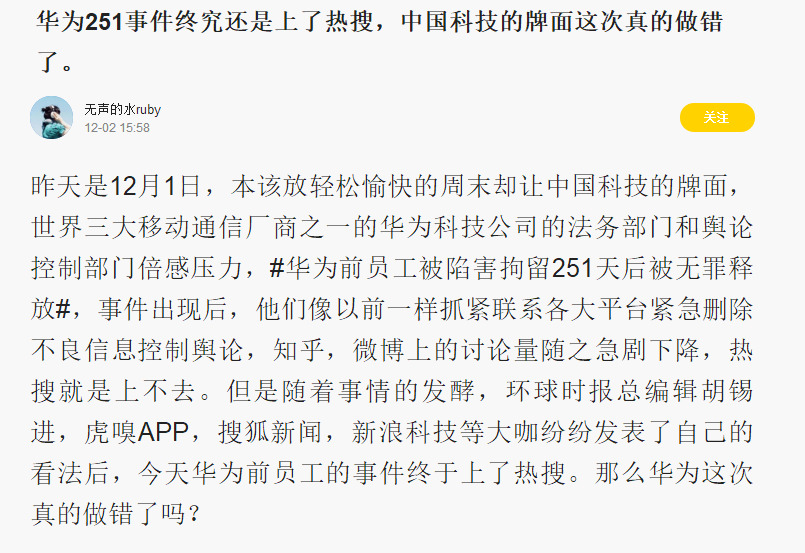 华为251事件终究还是上了热搜，中国科技的牌面这次真的做错
了。
无声的水ruby
12-02 15:58
关注
昨天是12月1日，本该放轻松愉快的周末却让中国科技的牌面，
世界三大移动通信厂商之一的华为科技公司的法务部门和舆论
控制部门倍感压力，#华为前员工被陷害拘留251天后被无罪释
放#，事件出现后，他们像以前一样抓紧联系各大平台紧急删除
不良信息控制舆论，知乎，微博上的讨论量随之急剧下降，热
搜就是上不去。但是随着事情的发酵，环球时报总编辑胡锡
进，虎嗅APP，搜狐新闻，新浪科技等大咖纷纷发表了自己的
看法后，今天华为前员工的事件终于上了热搜。那么华为这次
真的做错了吗？